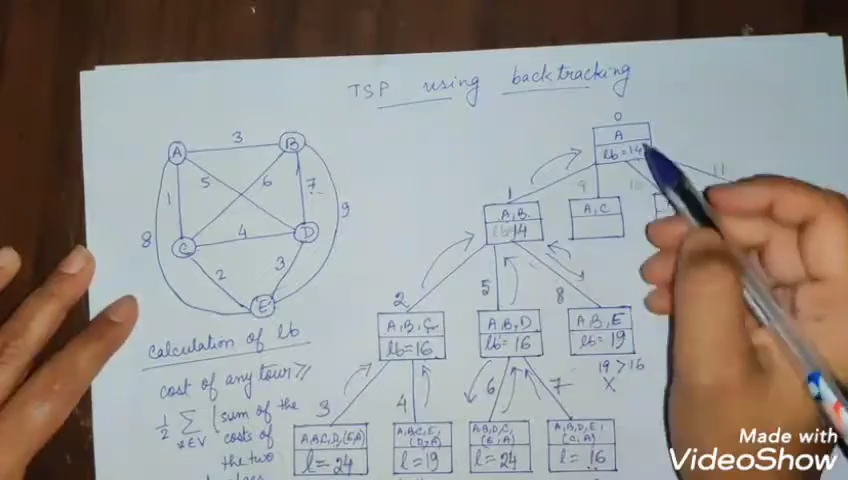 TSP using backtracking
0
A
lb=14
1
9
10
11
A,B
lb=14
A,C
3
A
B
5
6
7
1
8
9
C
4
D
2
3
E
2
5
8
A,B,C
lb=16
A,B,D
lb=16
A,B,E
lb=19
19>16
X
calculation of lb
cost of any tour ≥
1/2 Σ (sum of the
x∈V costs of
the two
3
4
6
7
A,B,C,D,(E,A)
l=24
A,B,C,E,
(D,A)
l=19
A,B,D,C,
(E,A)
l=24
A,B,D,E,
(C,A)
l=16
Made with
VideoShow